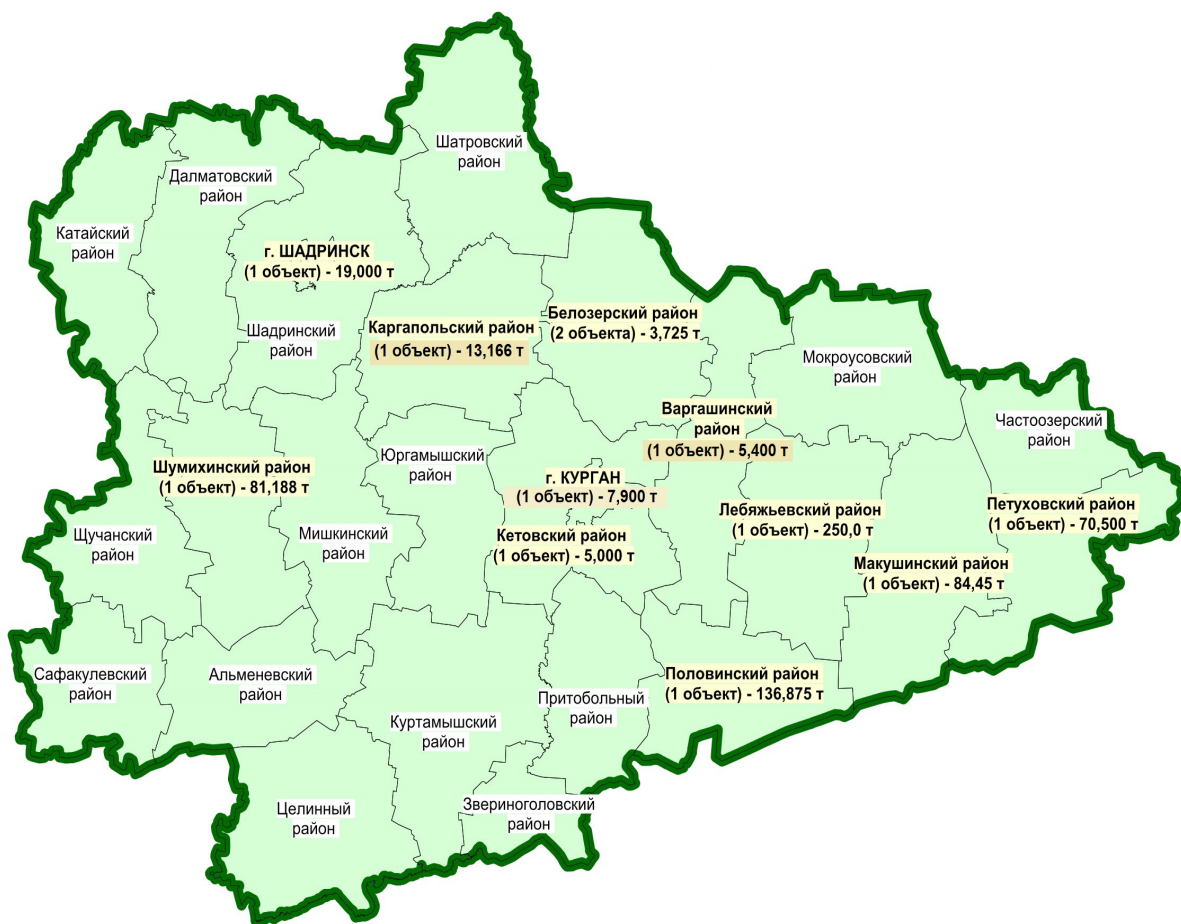 Шатровский
район
Далматовский
район
Катайский
район
г. ШАДРИНСК
(1 объект) - 19,000 т
Шадринский
район
Каргапольский район
(1 объект) - 13,166 т
Белозерский район
(2 объекта) - 3,725 т
Мокроусовский
район
Частоозерский
район
Варгашинский
район
(1 объект) - 5,400 т
Юргамышский
район
Шумихинский район
(1 объект) - 81,188 т
г. КУРГАН
(1 объект) - 7,900 т
Лебяжьевский район
(1 объект) - 250,0 т
Петуховский район
(1 объект) - 70,500 т
Щучанский
район
Мишкинский
район
Кетовский район
(1 объект) - 5,000 т
Макушинский район
(1 объект) - 84,45 т
Сафакулевский
район
Альменевский
район
Половинский район
(1 объект) - 136,875 т
Притобольный
район
Куртамышский
район
Целинный
район
Звериноголовский
район